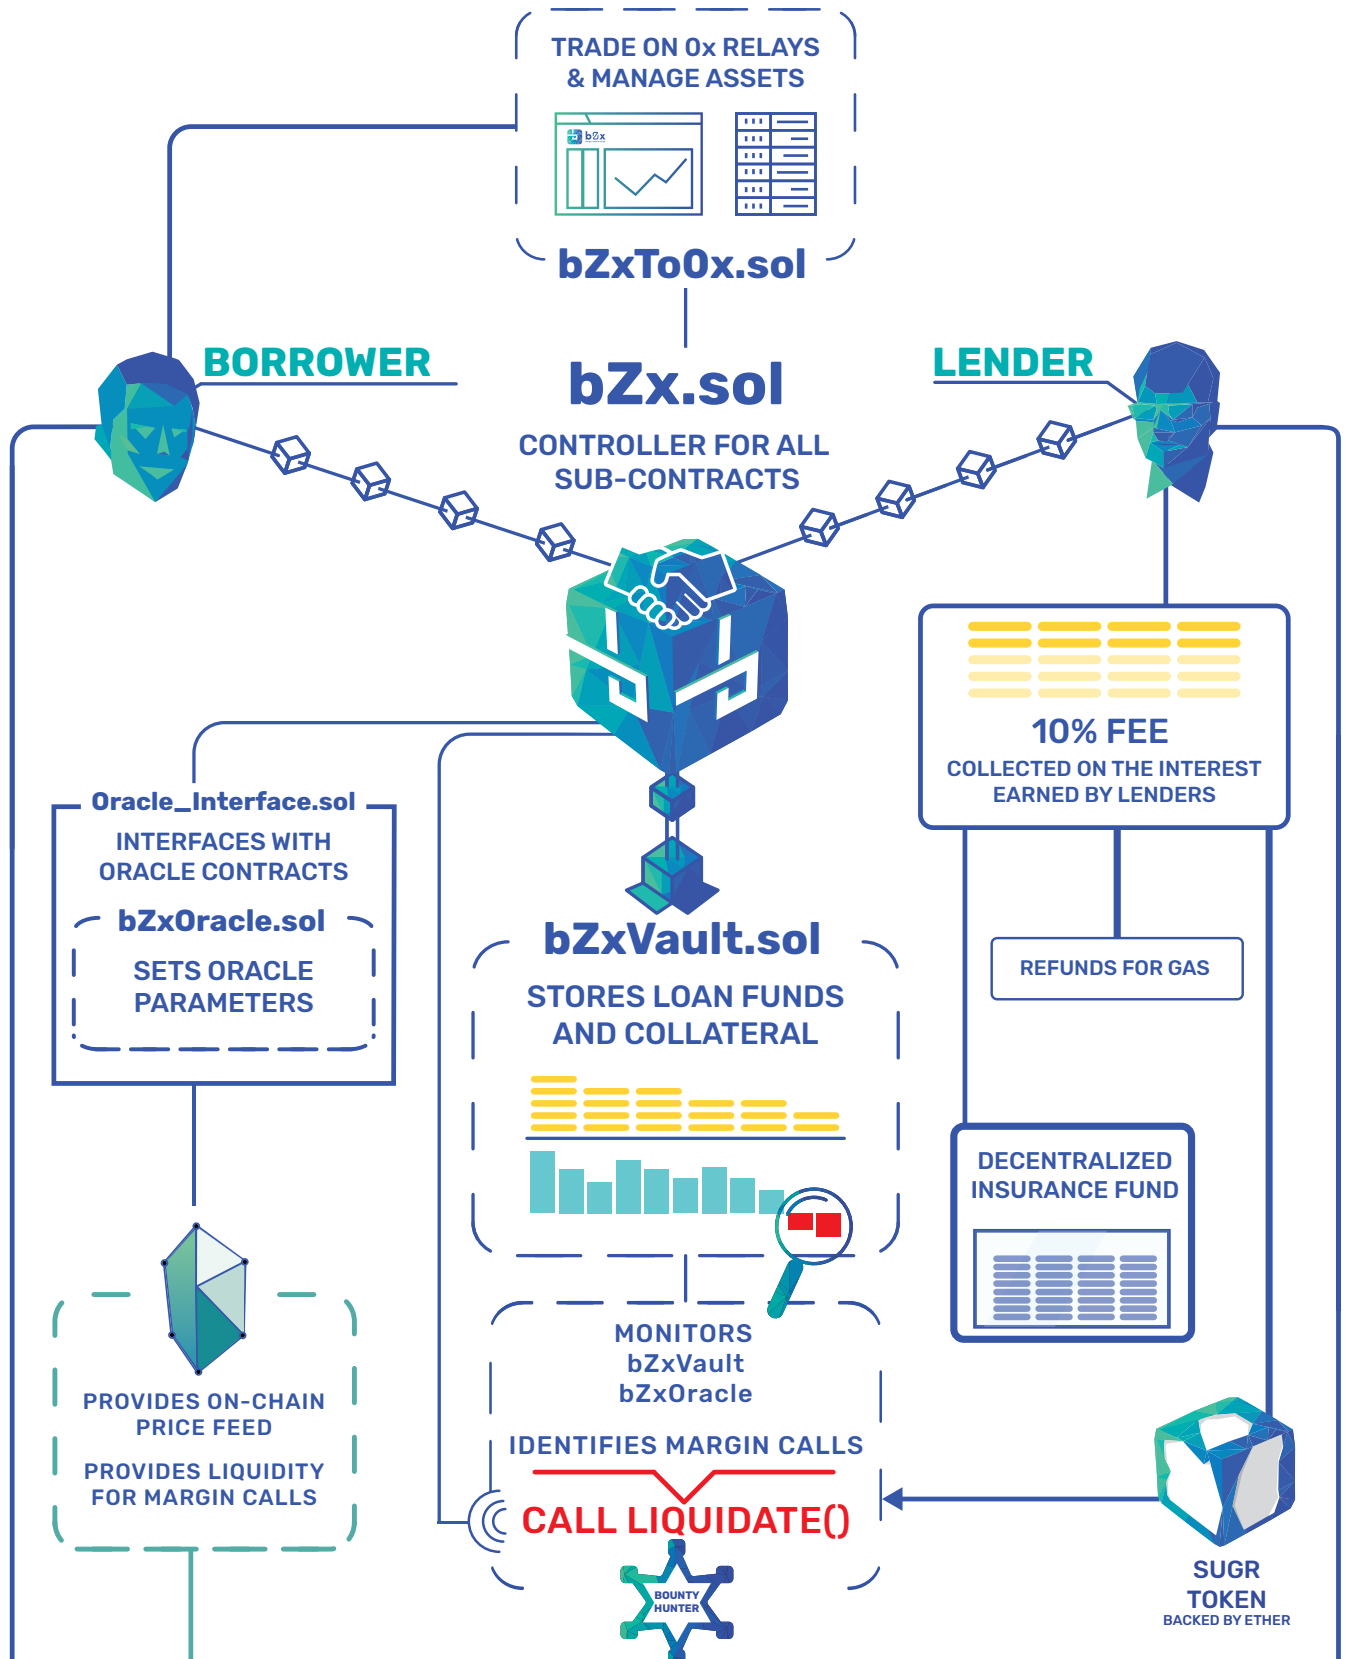 TRADE ON 0x RELAYS
& MANAGE ASSETS
b0x
bZxTo0x.sol
BORROWER
LENDER
bZx.sol
CONTROLLER FOR ALL
SUB-CONTRACTS
10% FEE
COLLECTED ON THE INTEREST
EARNED BY LENDERS
Oracle_Interface.sol
INTERFACES WITH
ORACLE CONTRACTS
bZxOracle.sol
SETS ORACLE
PARAMETERS
bZxVault.sol
STORES LOAN FUNDS
AND COLLATERAL
REFUNDS FOR GAS
DECENTRALIZED
INSURANCE FUND
MONITORS
bZxVault
bZxOracle
IDENTIFIES MARGIN CALLS
CALL LIQUIDATE()
BOUNTY
HUNTER
PROVIDES ON-CHAIN
PRICE FEED
PROVIDES LIQUIDITY
FOR MARGIN CALLS
SUGR
TOKEN
BACKED BY ETHER